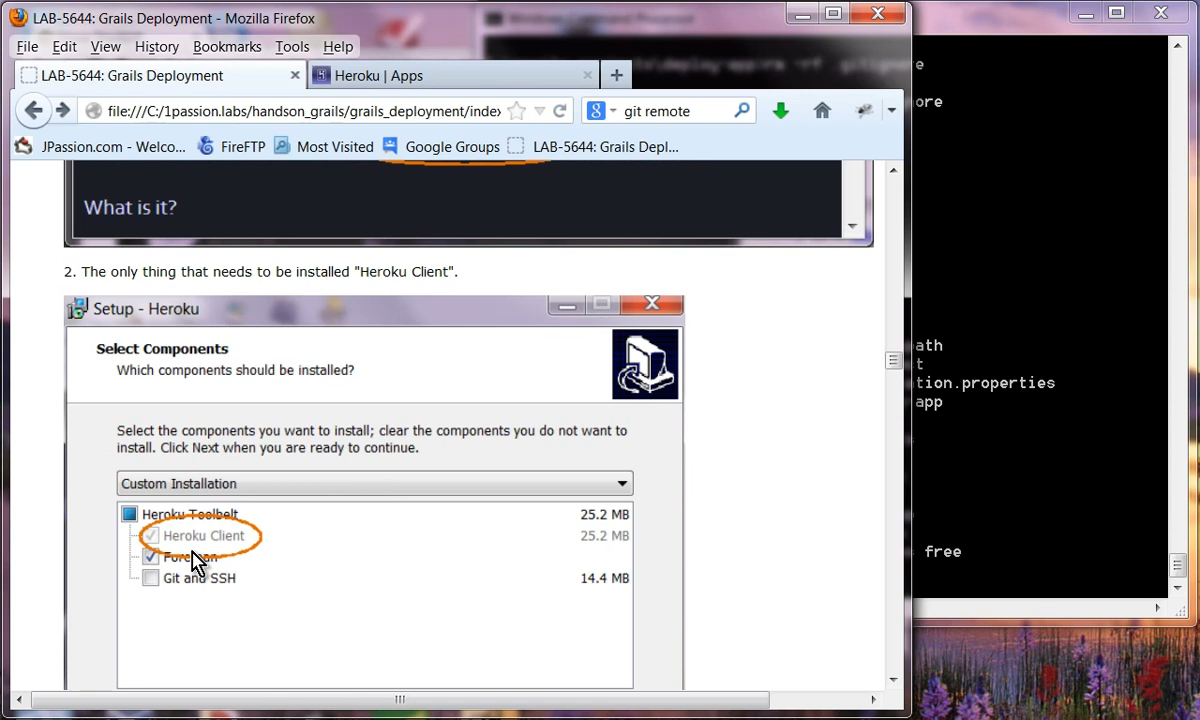 LAB-5644: Grails Deployment - Mozilla Firefox
File Edit View History Bookmarks Tools Help
LAB-5644: Grails Deployment
Heroku | Apps
file:///C:/1passion.labs/handson_grails/grails_deployment/index
git remote
JPassion.com - Welco... FireFTP Most Visited Google Groups LAB-5644: Grails Depl...
What is it?
2. The only thing that needs to be installed "Heroku Client".
Setup - Heroku
Select Components
Which components should be installed?
Select the components you want to install; clear the components you do not want to
install. Click Next when you are ready to continue.
Custom Installation
Heroku Toolbelt 25.2 MB
Heroku Client 25.2 MB
Git and SSH 14.4 MB
ore
ath
t
tion.properties
app
free